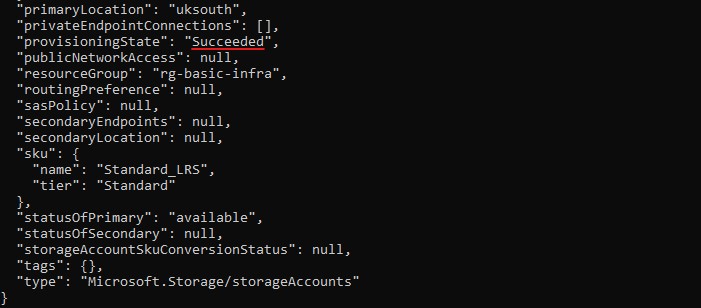 "primaryLocation": "uksouth",
"privateEndpointConnections": [],
"provisioningState": "Succeeded",
"publicNetworkAccess": null,
"resourceGroup": "rg-basic-infra",
"routingPreference": null,
"sasPolicy": null,
"secondaryEndpoints": null,
"secondaryLocation": null,
"sku": {
  "name": "Standard_LRS",
  "tier": "Standard"
},
"statusOfPrimary": "available",
"statusOfSecondary": null,
"storageAccountSkuConversionStatus": null,
"tags": {},
"type": "Microsoft.Storage/storageAccounts"
}